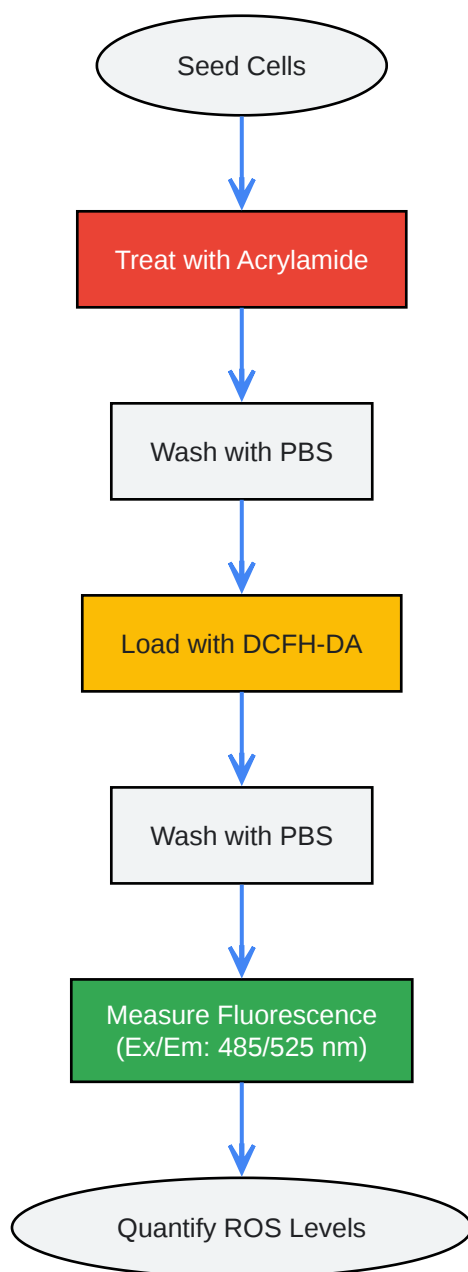 Seed Cells
Treat with Acrylamide
Wash with PBS
Load with DCFH-DA
Wash with PBS
Measure Fluorescence
(Ex/Em: 485/525 nm)
Quantify ROS Levels